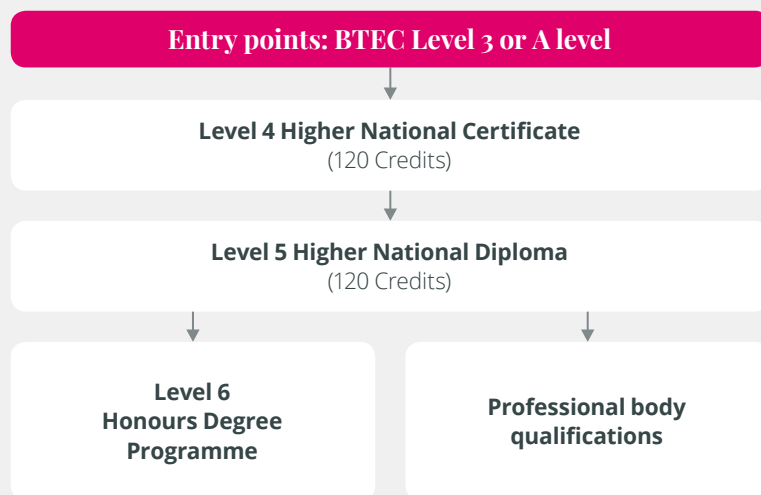 Entry points: BTEC Level 3 or A level
Level 4 Higher National Certificate
(120 Credits)
Level 5 Higher National Diploma
(120 Credits)
Level 6
Honours Degree
Programme
Professional body
qualifications